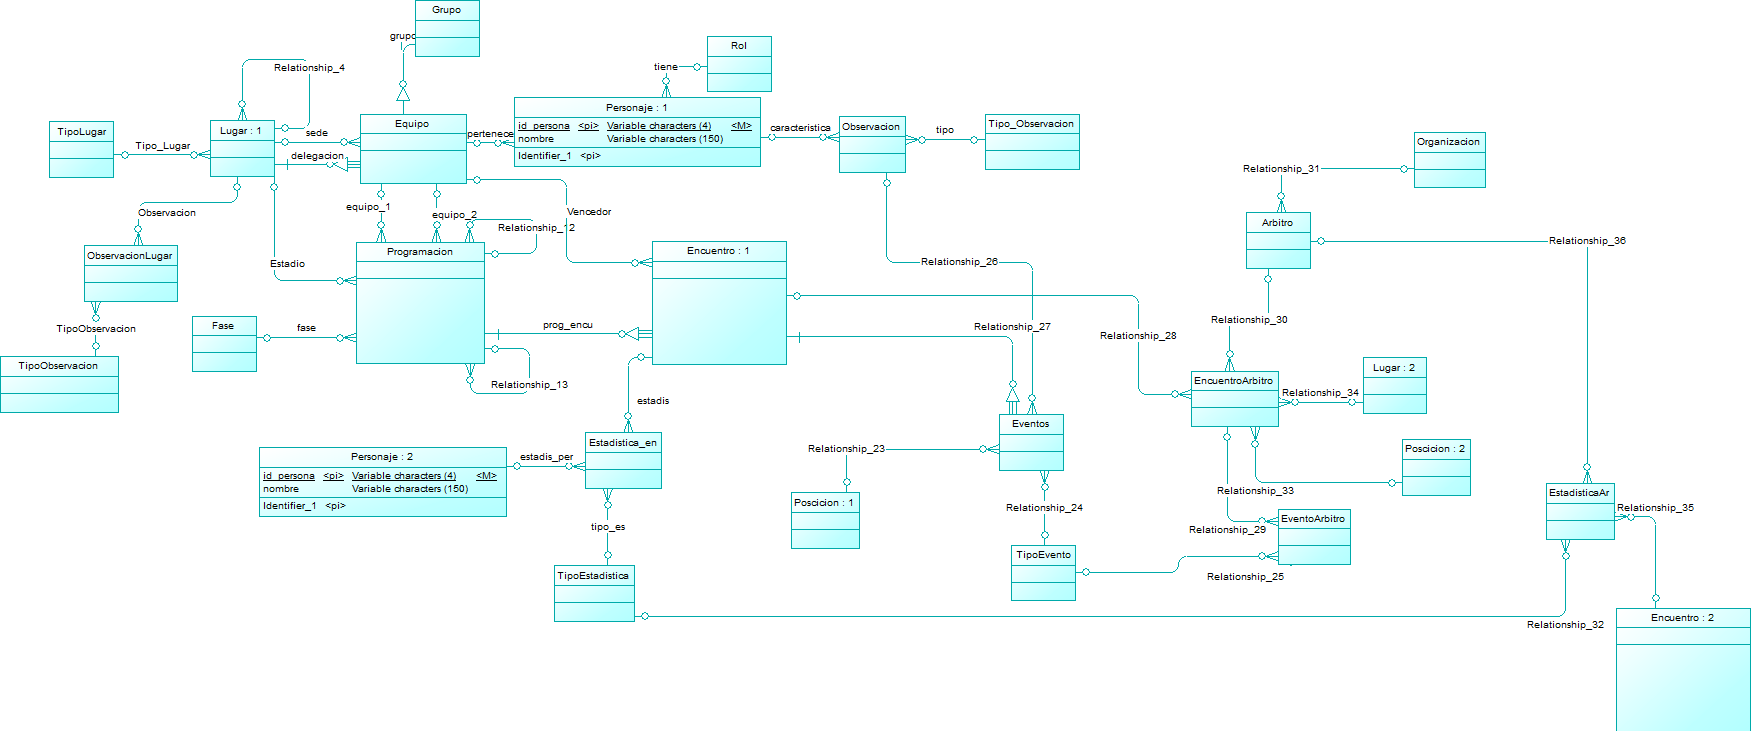 Grupo
grupo
Rol
tiene
Relationship_4
Personaje : 1
id_persona <pi> Variable characters (4) <M>
nombre Variable characters (150)
Identifier_1 <pi>
TipoLugar
Tipo_Lugar
Lugar : 1
sede
delegacion
Equipo
pertenece
caracteristica
Observacion
tipo
Tipo_Observacion
Organizacion
Relationship_31
Arbitro
Relationship_36
Observacion
equipo_1
equipo_2
Relationship_12
Vencedor
ObservacionLugar
Estadio
Programacion
Encuentro : 1
Relationship_26
TipoObservacion
TipoObservacion
Fase
fase
prog_encu
Relationship_27
Relationship_28
Relationship_30
Relationship_13
estadis
EncuentroArbitro
Relationship_34
Lugar : 2
Personaje : 2
id_persona <pi> Variable characters (4) <M>
nombre Variable characters (150)
Identifier_1 <pi>
estadis_per
Estadistica_en
Eventos
Relationship_23
Poscicion : 1
Relationship_24
Poscicion : 2
Relationship_33
Relationship_29
EventoArbitro
EstadisticaAr
Relationship_35
tipo_es
TipoEstadistica
TipoEvento
Relationship_25
Relationship_32
Encuentro : 2